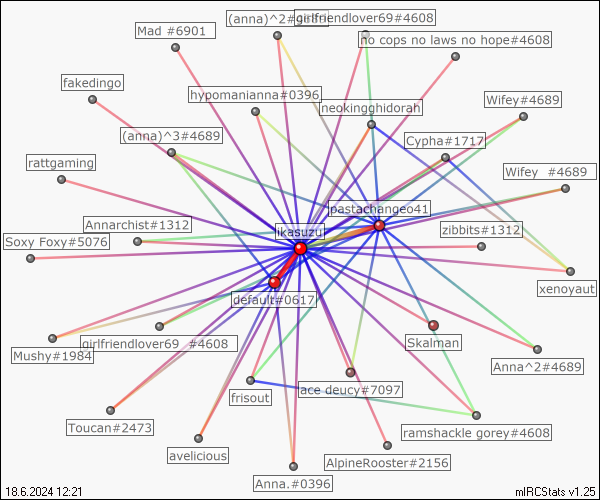 Mad #6901
(anna)^2#
girlfriendlover69#4608
no cops no laws no hope#4608
fakedingo
hypomanianna#0396
neokingghidorah
Wifey#4689
(anna)^3#4689
Cypha#1717
rattgaming
Wifey #4689
pastachangeo41
Annarchist#1312
ikasuzu
zibbits#1312
Soxy Foxy#5076
xenoyaut
default#0617
girlfriendlover69 #4608
Skalman
Mushy#1984
Anna^2#4689
ace deucy#7097
frisout
Toucan#2473
ramshackle gorey#4608
avelicious
AlpineRooster#2156
Anna.#0396
18.6.2024 12:21
mIRCStats v1.25